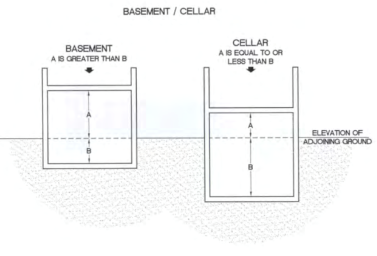 BASEMENT / CELLAR
BASEMENT
A IS GREATER THAN B
CELLAR
A IS EQUAL TO OR
LESS THAN B
A
B
A
B
ELEVATION OF
ADJOINING GROUND